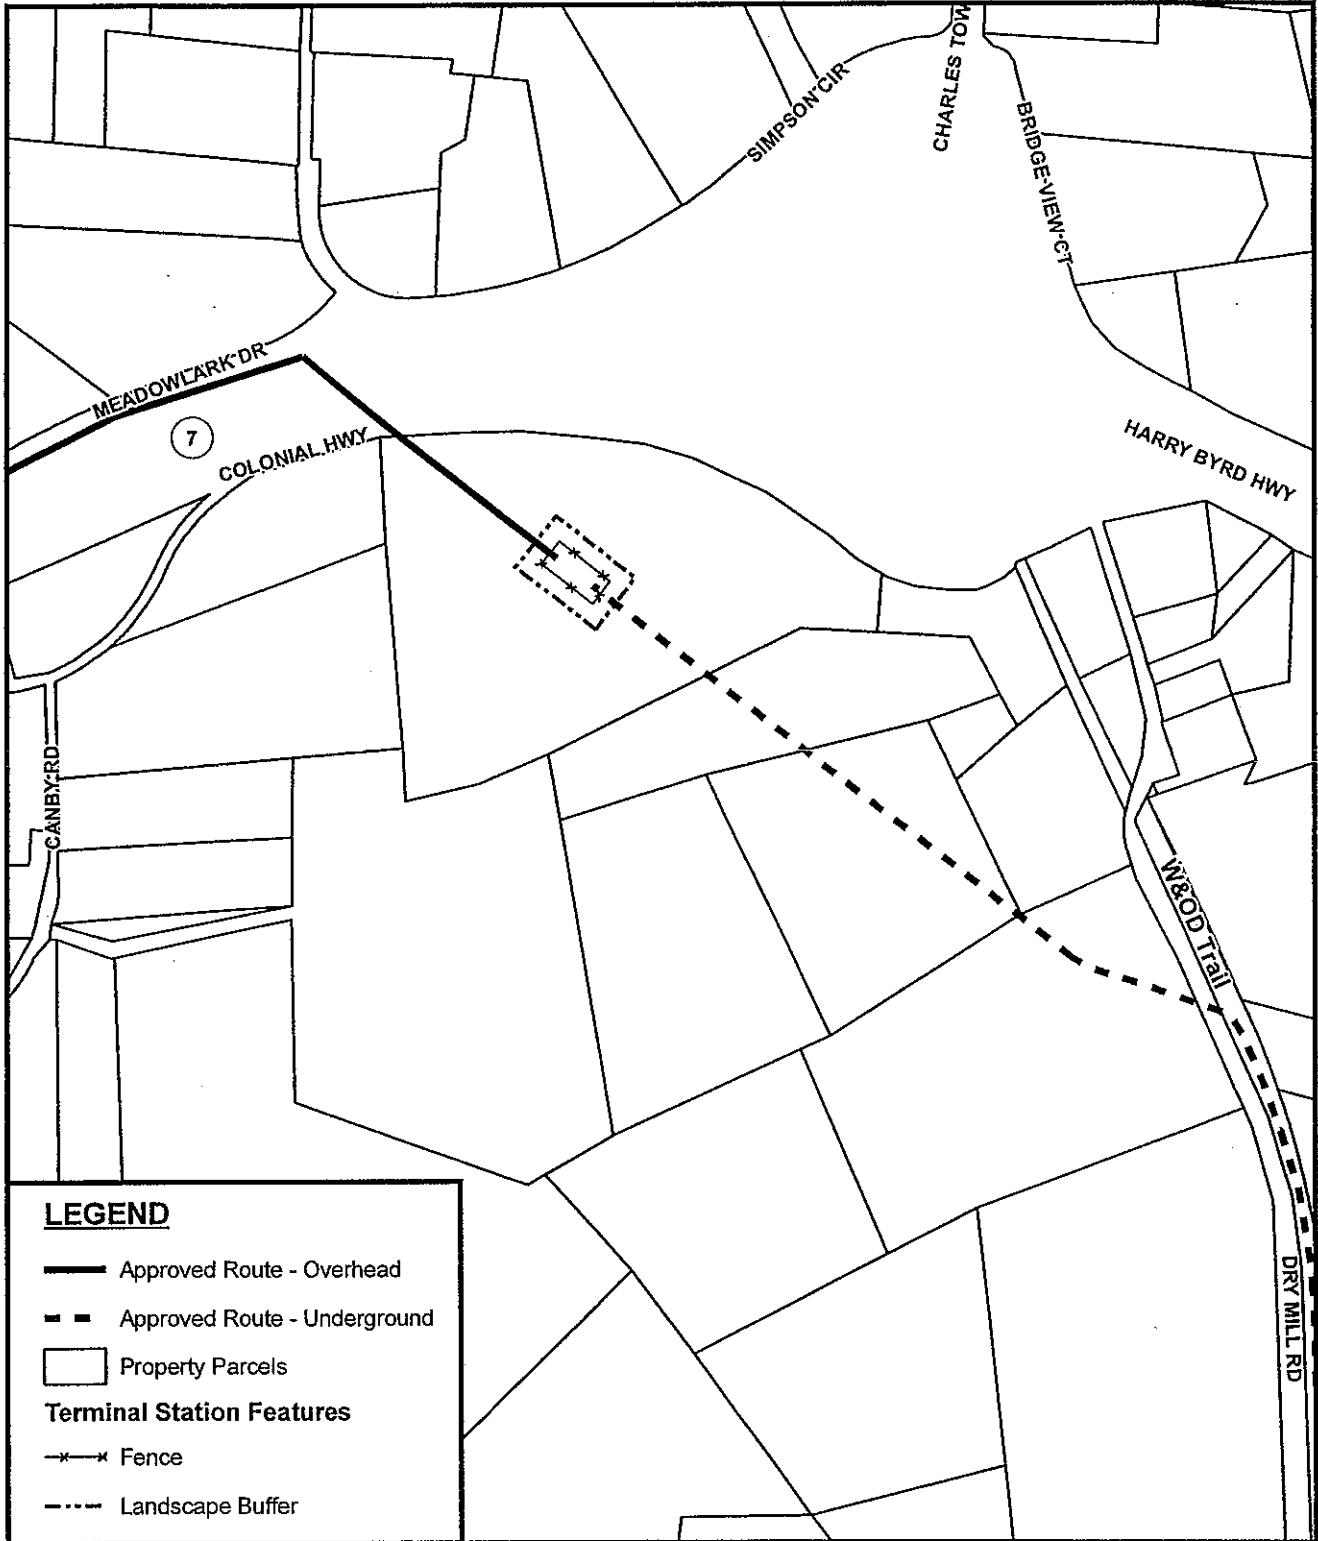 SIMPSON CIR
CHARLES TOW
BRIDGE VIEW CT
MEADOWLARK DR
7
COLONIAL HWY
HARRY BYRD HWY
CANBY RD
W&OD Trail
DRY MILL RD
LEGEND
Approved Route - Overhead
Approved Route - Underground
Property Parcels
Terminal Station Features
Fence
Landscape Buffer